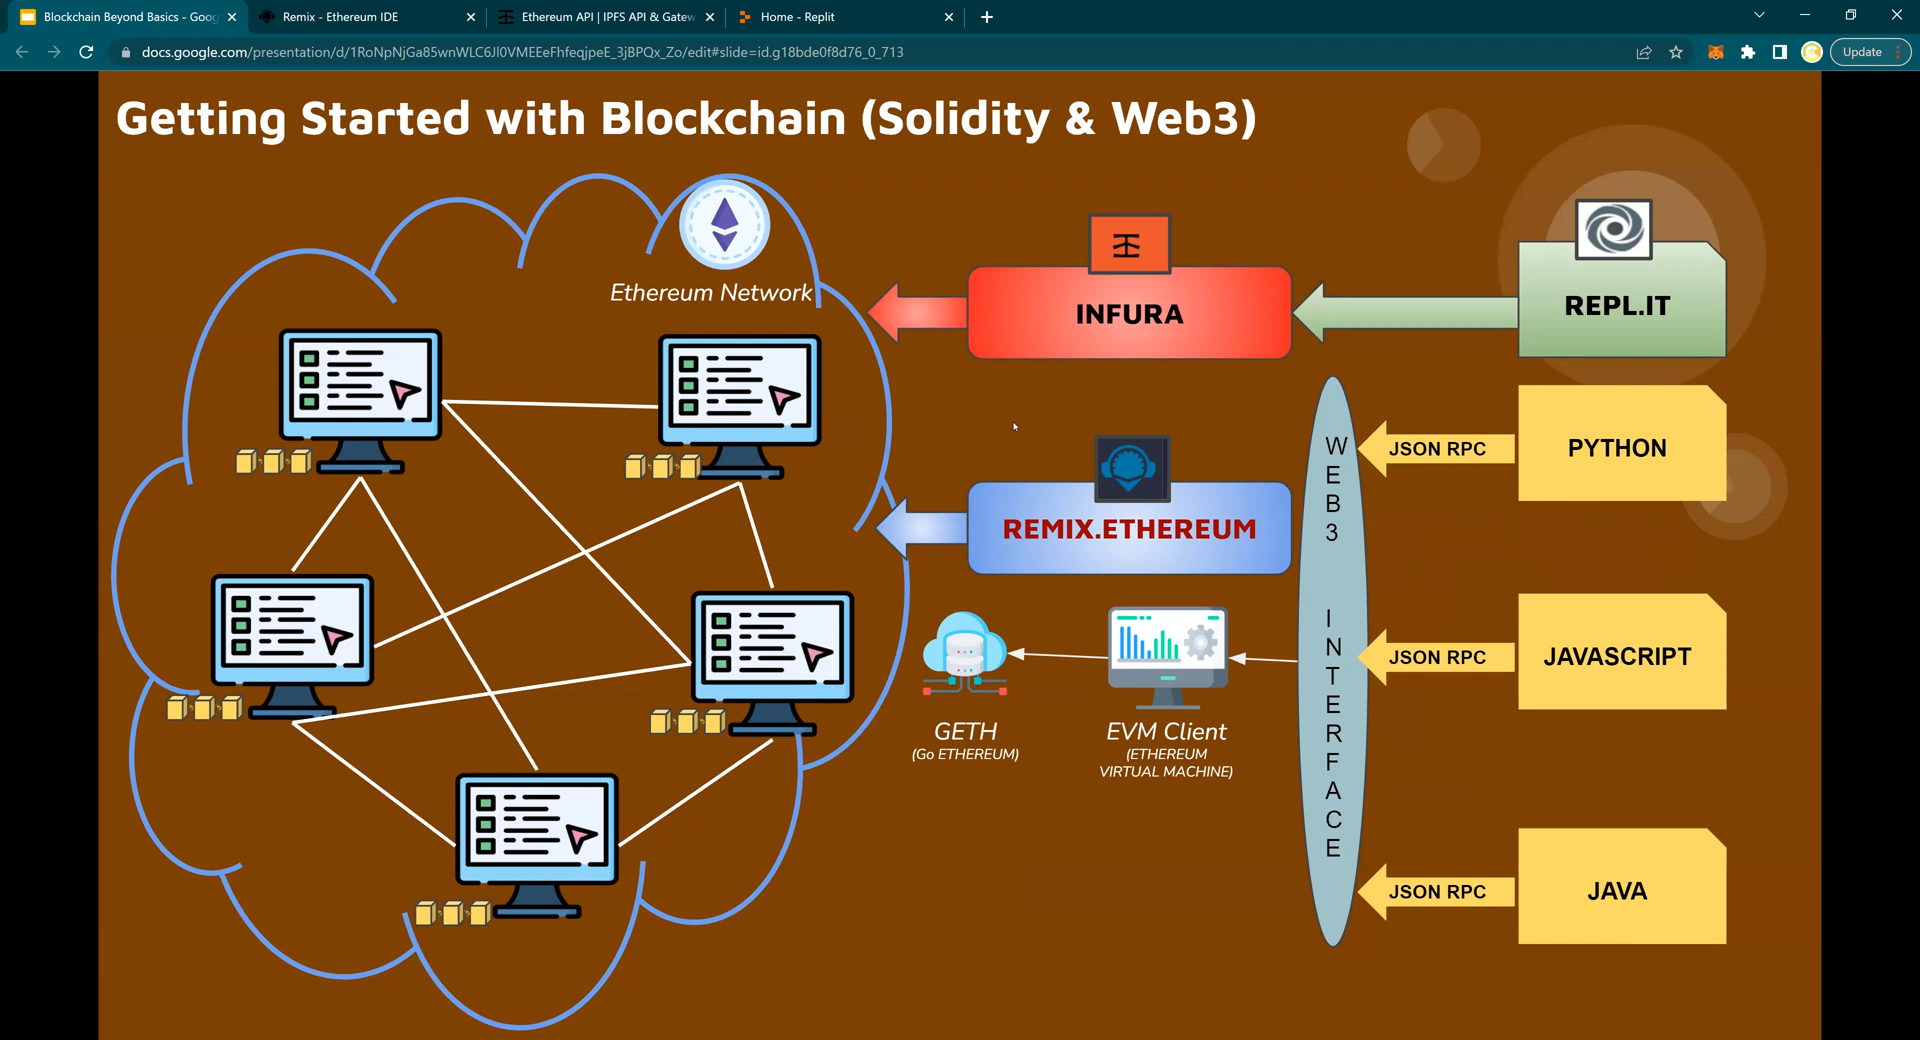 Blockchain Beyond Basics - Goog
Remix - Ethereum IDE
Ethereum API | IPFS API & Gatew
Home - Replit
docs.google.com/presentation/d/1RoNpNjGa85wnWLC6Jl0VMEEeFhfeqjpeE_3jBPQx_Zo/edit#slide=id.g18bde0f8d76_0_713
Update
Getting Started with Blockchain (Solidity & Web3)
Ethereum Network
INFURA
REPL.IT
REMIX.ETHEREUM
WEB3 INTERFACE
JSON RPC
PYTHON
JSON RPC
JAVASCRIPT
JSON RPC
JAVA
GETH
(Go ETHEREUM)
EVM Client
(ETHEREUM
VIRTUAL MACHINE)